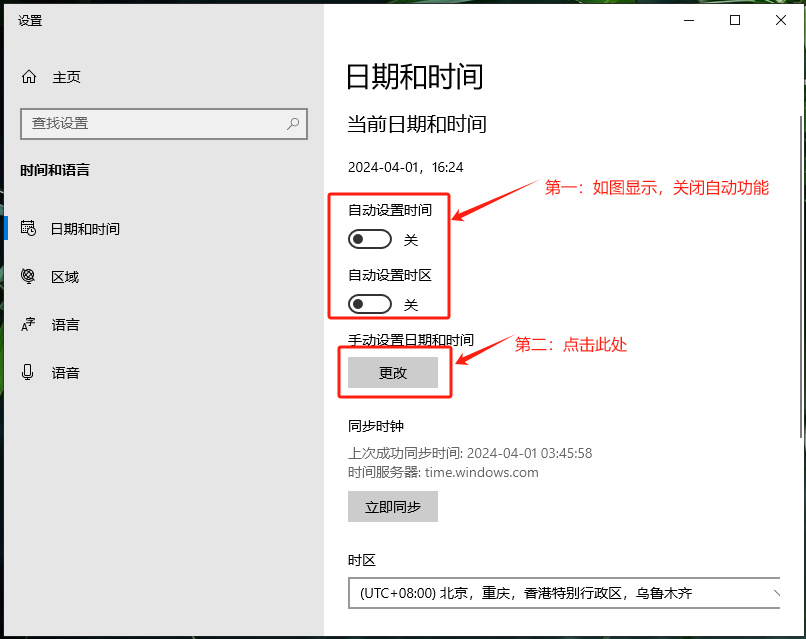 设置
主页
查找设置
时间和语言
日期和时间
区域
语言
语音
日期和时间
当前日期和时间
2024-04-01，16:24
第一：如图显示，关闭自动功能
自动设置时间
关
自动设置时区
关
手动设置日期和时间
第二：点击此处
更改
同步时钟
上次成功同步时间: 2024-04-01 03:45:58
时间服务器: time.windows.com
立即同步
时区
(UTC+08:00) 北京，重庆，香港特别行政区，乌鲁木齐